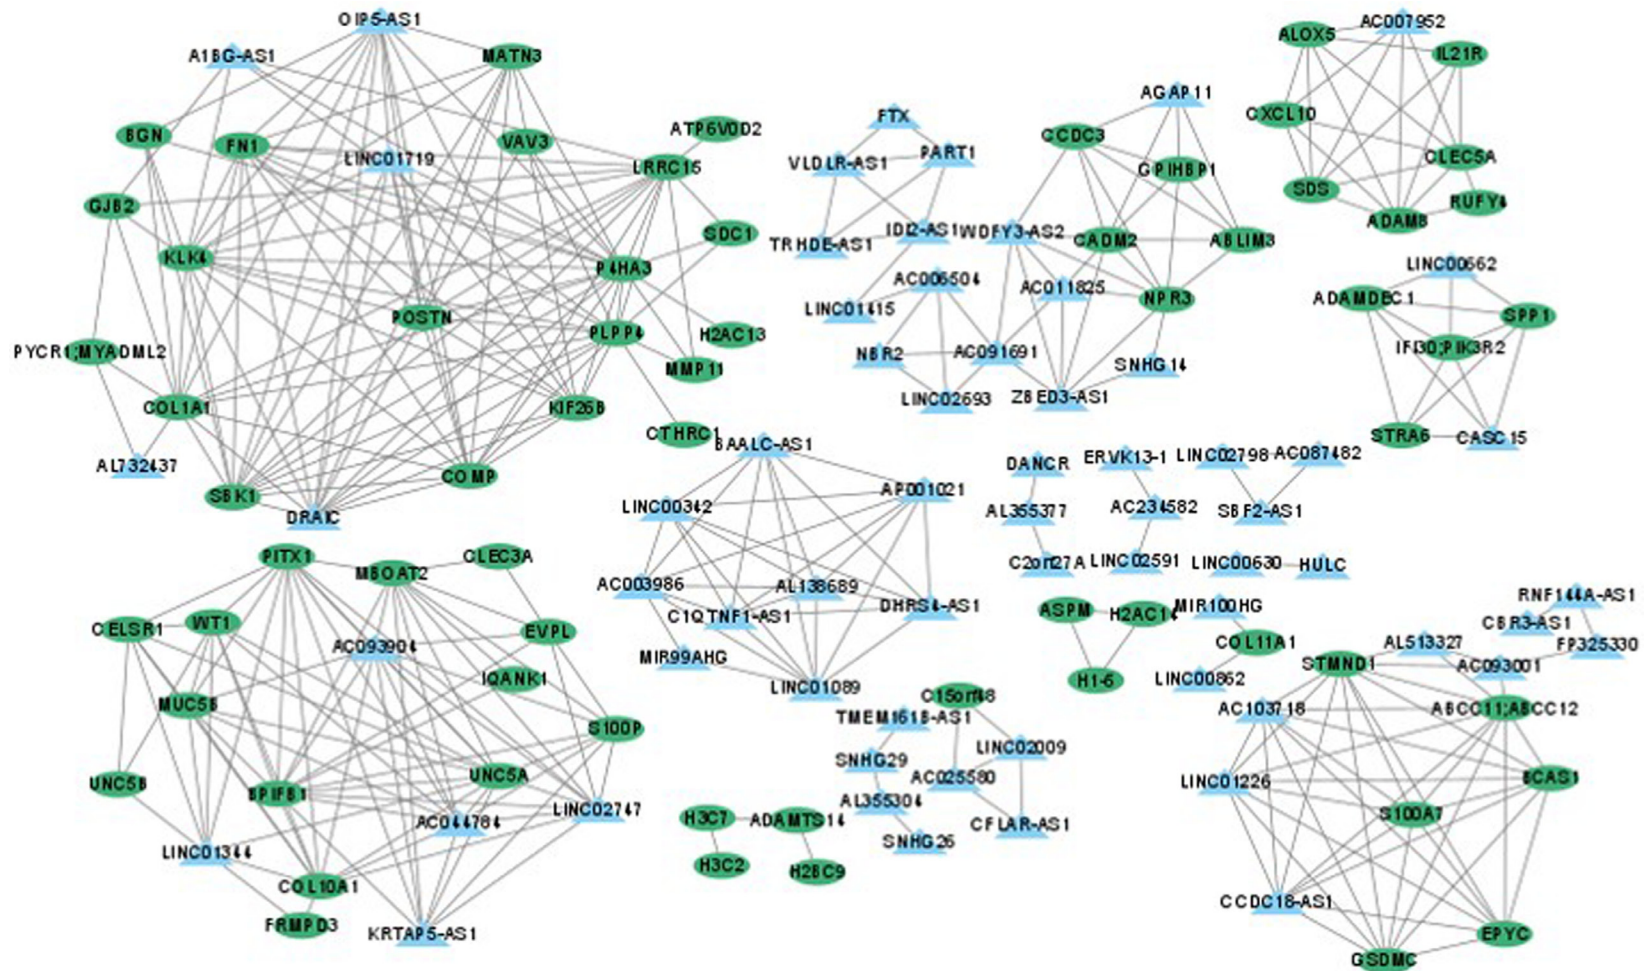 OIP5-AS1
A1BG-AS1
MATN3
BGN
FN1
VAV3
ATP6V0D2
LINC01719
LRRC15
GJB2
SDC1
KLK4
P4HA3
POSTN
PLPP4
H2AC13
PYCR1;MYADML2
MMP11
COL1A1
KIF26B
CTHRC1
AL732437
SBK1
COMP
DRAIC
FTX
VLDLR-AS1
PART1
TRHDE-AS1
IDI2-AS1
LINC01415
AGAP11
CCDC3
GPIHBP1
WDFY3-AS2
CADM2
ABLIM3
AC006504
AC011825
NPR3
NBR2
AC091691
SNHG14
LINC02693
ZBED3-AS1
AC007952
ALOX5
IL21R
CXCL10
CLEC5A
SDS
RUFY4
ADAM8
LINC00662
ADAMDEC1
SPP1
IFI30;PIK3R2
STRA6
CASC15
BAALC-AS1
LINC00342
AP001021
AC003986
AL138689
C1QTNF1-AS1
DHRS4-AS1
MIR99AHG
LINC01089
DANCR
ERVK13-1
LINC02798
AC087482
AL355377
AC234582
SBF2-AS1
C2orf27A
LINC02591
LINC00630
HULC
ASPM
H2AC14
MIR100HG
COL11A1
H1-6
LINC00862
RNF144A-AS1
CBR3-AS1
FP325330
PITX1
MBOAT2
CLEC3A
CELSR1
WT1
AC093904
EVPL
IQANK1
MUC5B
S100P
UNC5B
BPIFB1
UNC5A
AC044784
LINC02747
LINC01344
COL10A1
FRMPD3
KRTAP5-AS1
C15orf48
TMEM161B-AS1
LINC02009
SNHG29
AC025580
AL355304
CFLAR-AS1
SNHG26
H3C7
ADAMTS14
H3C2
H2BC9
AL513327
STMND1
AC093001
AC103718
ABCC11;ABCC12
LINC01226
BCAS1
S100A7
CCDC18-AS1
EPYC
GSDMC